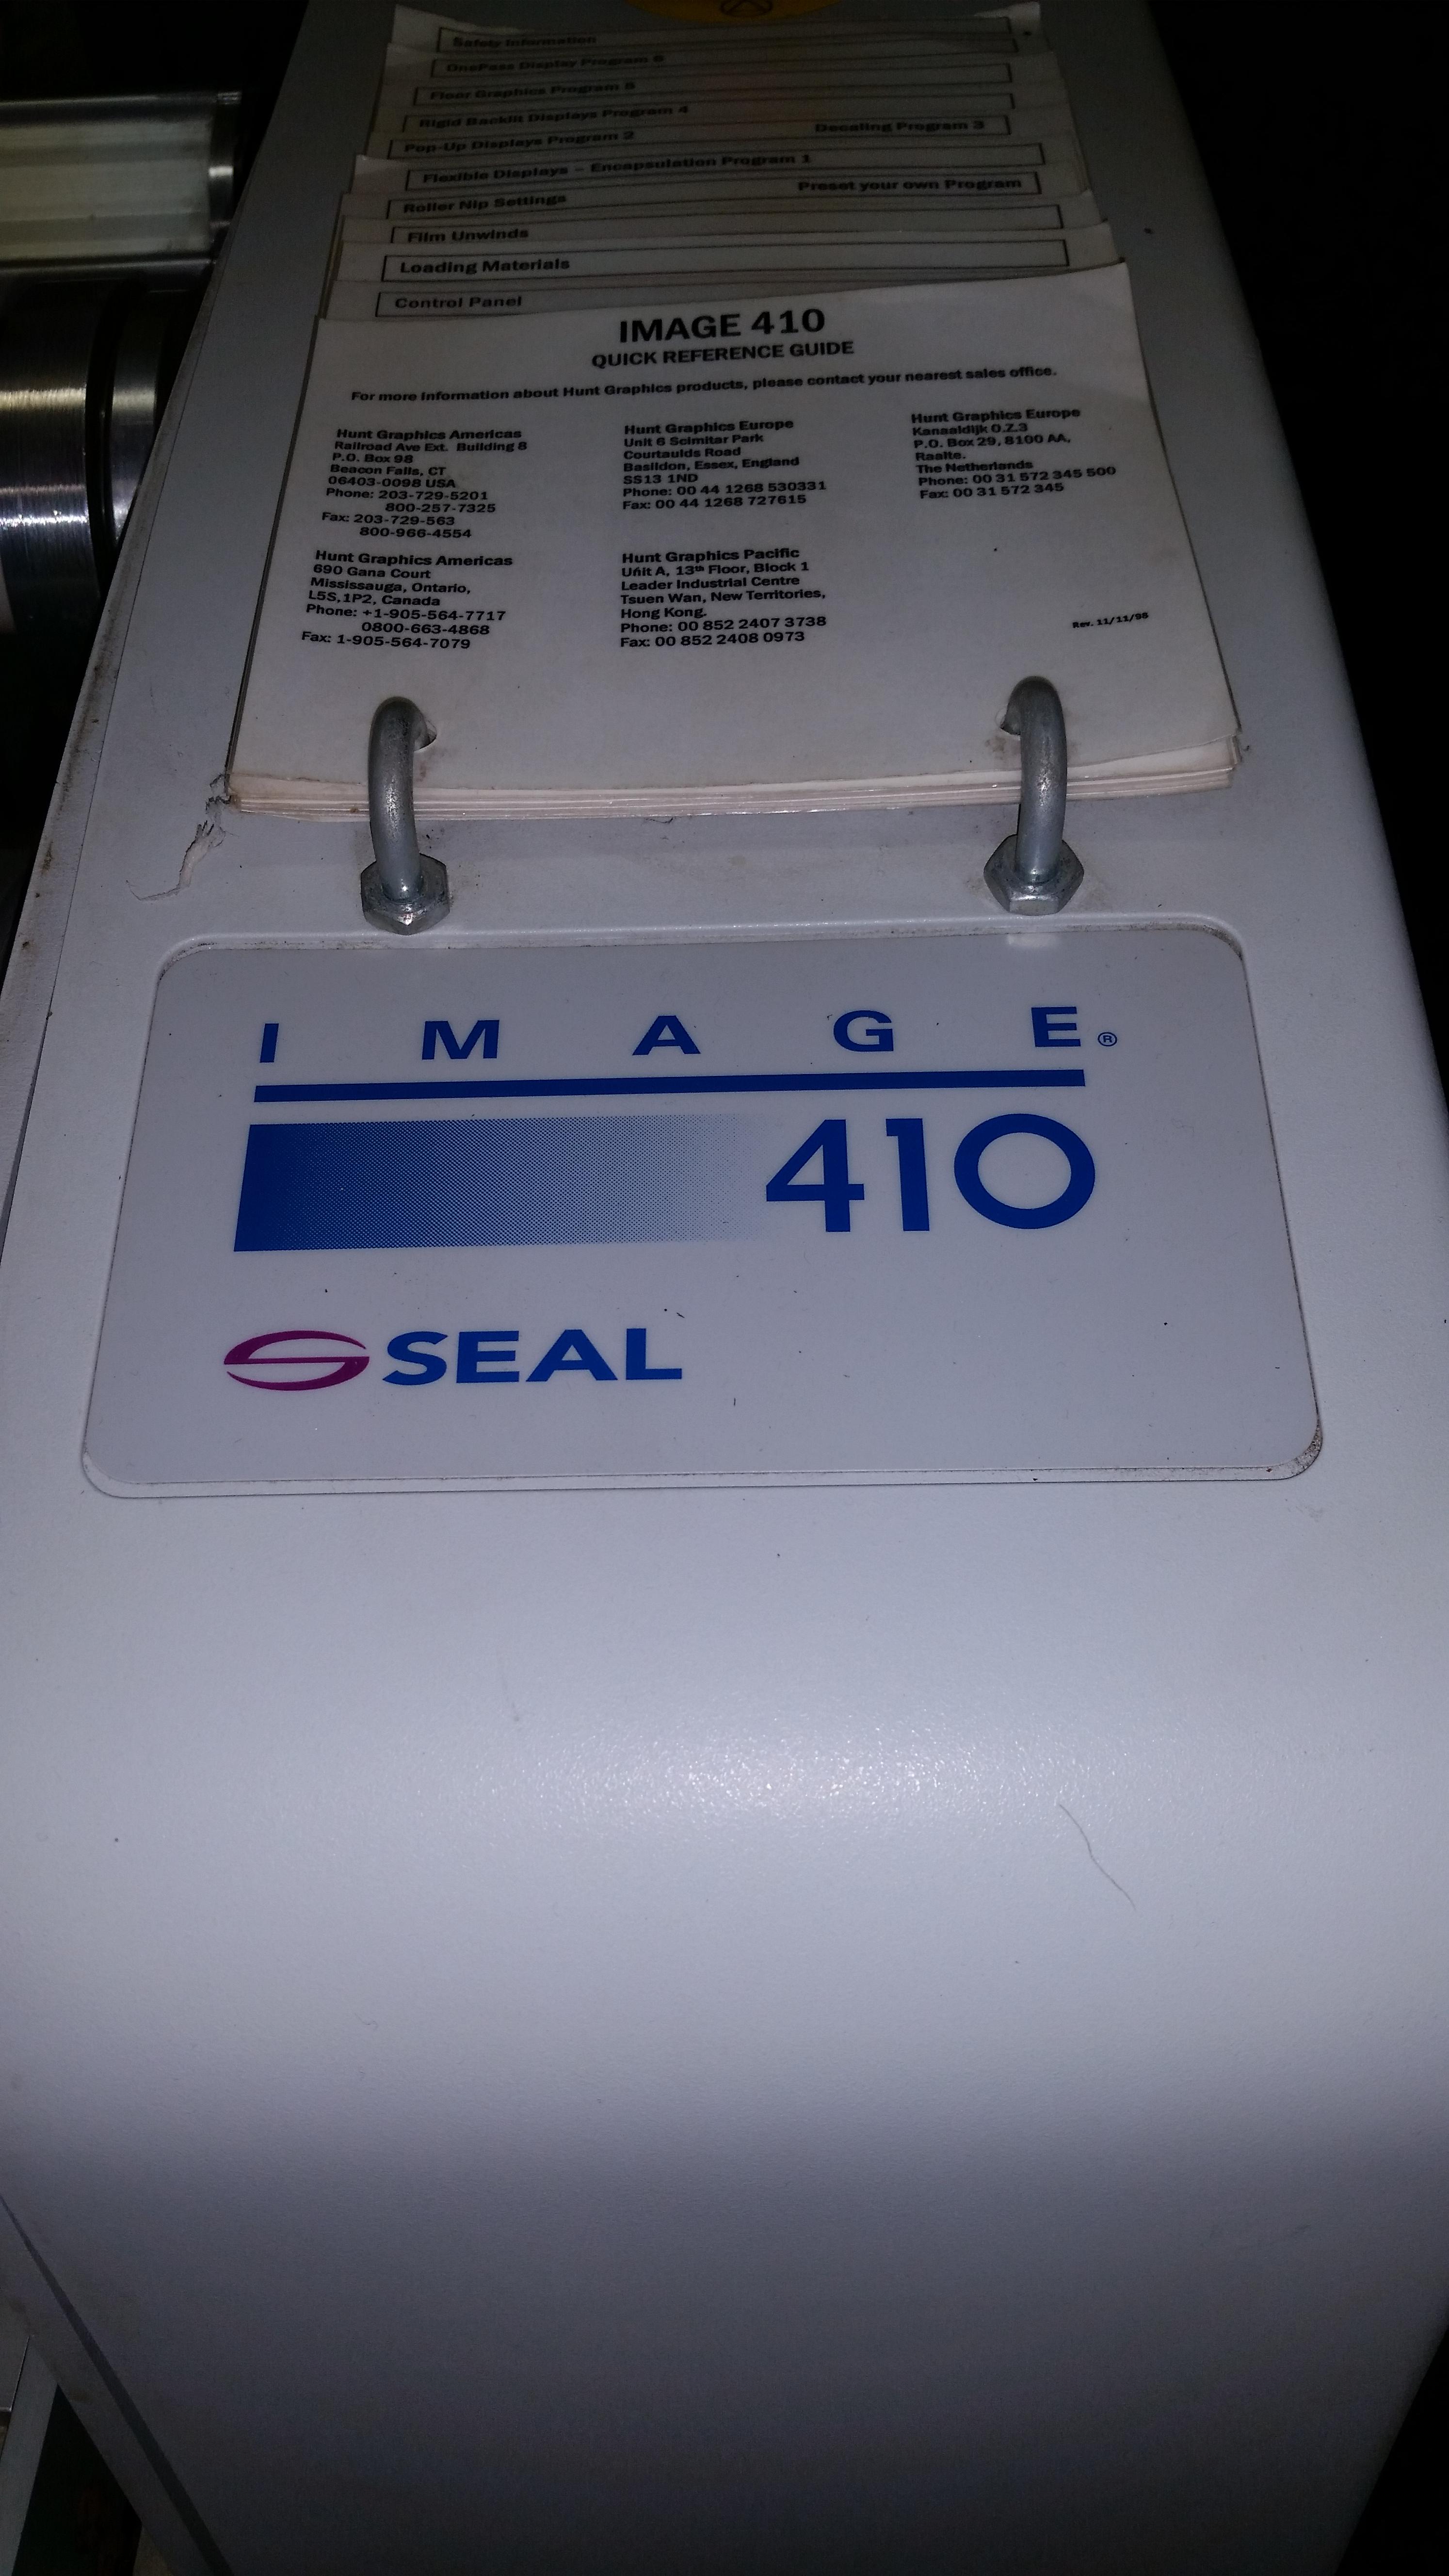 Safety Information
OnePass Display Program 6
Floor Graphics Program 5
Rigid Backlit Displays Program 4
Decaling Program 3
Pop-Up Displays Program 2
Flexible Displays – Encapsulation Program 1
Preset your own Program
Roller Nip Settings
Film Unwinds
Loading Materials
Control Panel
IMAGE 410
QUICK REFERENCE GUIDE
For more Information about Hunt Graphics products, please contact your nearest sales office.
Hunt Graphics Americas
Railroad Ave Ext. Building 8
P.O. Box 98
Beacon Falls, CT
06403-0098 USA
Phone: 203-729-5201
800-257-7325
Fax: 203-729-563
800-966-4554
Hunt Graphics Europe
Unit 6 Scimitar Park
Courtaulds Road
Basildon, Essex, England
SS13 1ND
Phone: 00 44 1268 530331
Fax: 00 44 1268 727615
Hunt Graphics Europe
Kanaaldijk O.Z.3
P.O. Box 29, 8100 AA,
Raalte.
The Netherlands
Phone: 00 31 572 345 500
Fax: 00 31 572 345
Hunt Graphics Americas
690 Gana Court
Mississauga, Ontario,
L5S,1P2, Canada
Phone: +1-905-564-7717
0800-663-4868
Fax: 1-905-564-7079
Hunt Graphics Pacific
Unit A, 13th Floor, Block 1
Leader Industrial Centre
Tsuen Wan, New Territories,
Hong Kong.
Phone: 00 852 2407 3738
Fax: 00 852 2408 0973
Rev. 11/11/98
IMAGE®
410
SEAL